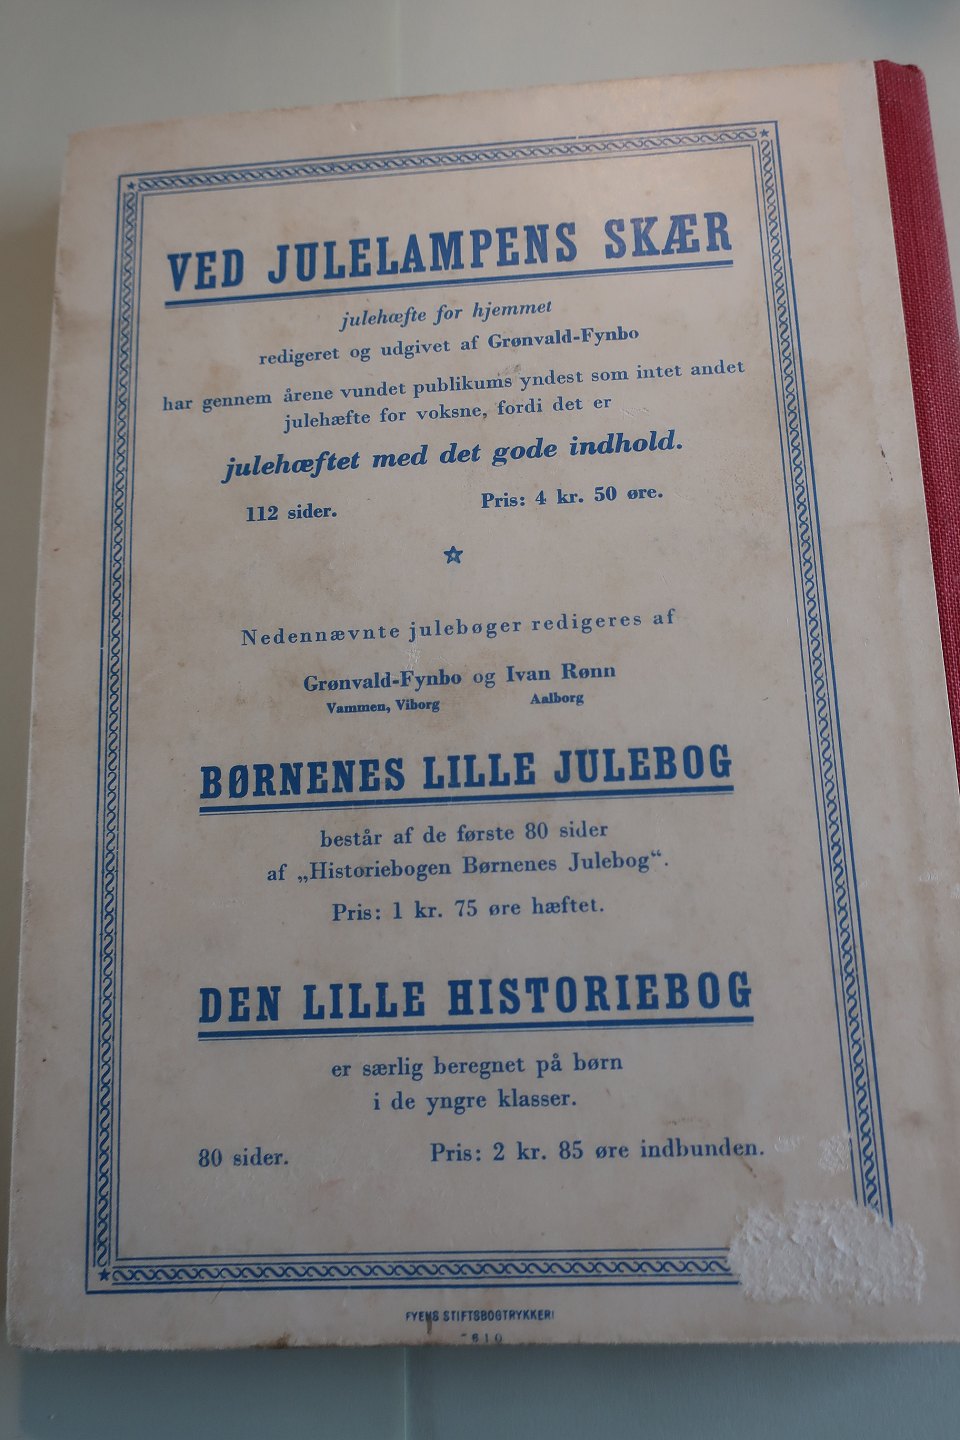 VED JULELAMPENS SKÆR
julehæfte for hjemmet
redigeret og udgivet af Grønvald-Fynbo
har gennem årene vundet publikums yndest som intet andet
julehæfte for voksne, fordi det er
julehæftet med det gode indhold.
112 sider. Pris: 4 kr. 50 øre.
Nedennævnte julebøger redigeres af
Grønvald-Fynbo og Ivan Rønn
Vammen, Viborg Aalborg
BØRNENES LILLE JULEBOG
består af de første 80 sider
af „Historiebogen Børnenes Julebog“.
Pris: 1 kr. 75 øre hæftet.
DEN LILLE HISTORIEBOG
er særlig beregnet på børn
i de yngre klasser.
80 sider. Pris: 2 kr. 85 øre indbunden.
FYENS STIFTSBOGTRYKKERI